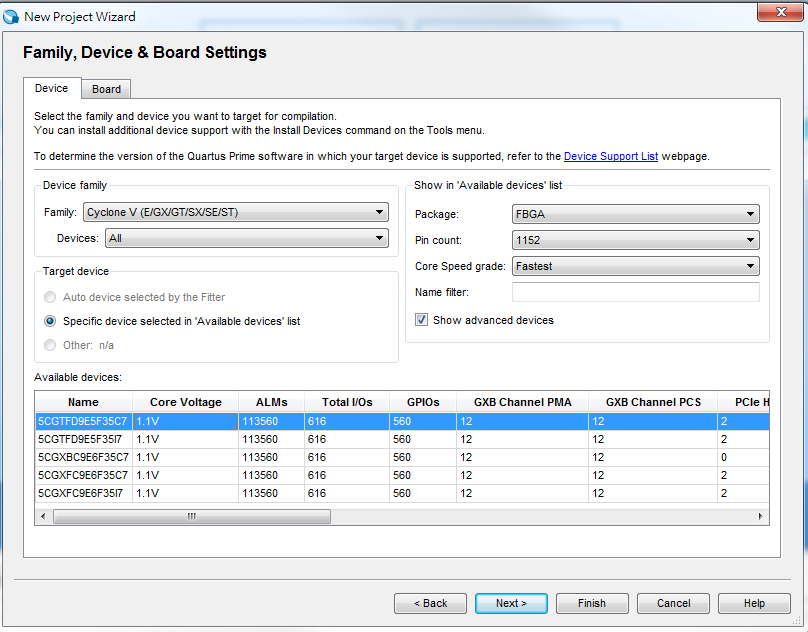 New Project Wizard
Family, Device & Board Settings
Device Board
Select the family and device you want to target for compilation.
You can install additional device support with the Install Devices command on the Tools menu.
To determine the version of the Quartus Prime software in which your target device is supported, refer to the Device Support List webpage.
Device family
Family: Cyclone V (E/GX/GT/SX/SE/ST)
Devices: All
Target device
Auto device selected by the Fitter
Specific device selected in 'Available devices' list
Other: n/a
Show in 'Available devices' list
Package: FBGA
Pin count: 1152
Core Speed grade: Fastest
Name filter:
Show advanced devices
Available devices:
Name Core Voltage ALMs Total I/Os GPIOs GXB Channel PMA GXB Channel PCS PCIe H
5CGTFD9E5F35C7 1.1V 113560 616 560 12 12 2
5CGTFD9E5F35I7 1.1V 113560 616 560 12 12 2
5CGXBC9E6F35C7 1.1V 113560 616 560 12 12 0
5CGXFC9E6F35C7 1.1V 113560 616 560 12 12 2
5CGXFC9E6F35I7 1.1V 113560 616 560 12 12 2
< Back Next > Finish Cancel Help